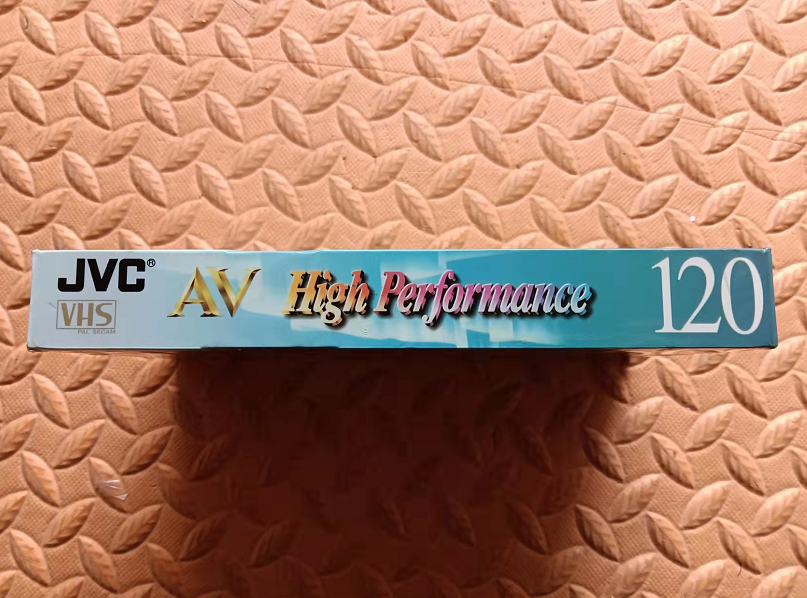 JVC®
VHS
PAL SECAM
AV High Performance
120